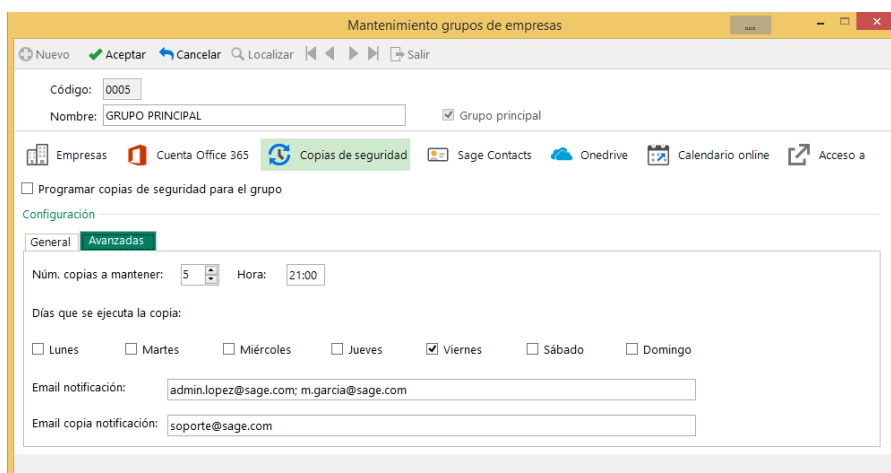 Mantenimiento grupos de empresas
Nuevo Aceptar Cancelar Localizar Salir
Código: 0005
Nombre: GRUPO PRINCIPAL Grupo principal
Empresas Cuenta Office 365 Copias de seguridad Sage Contacts Onedrive Calendario online Acceso a
Programar copias de seguridad para el grupo
Configuración
General Avanzadas
Núm. copias a mantener: 5 Hora: 21:00
Días que se ejecuta la copia:
Lunes Martes Miércoles Jueves Viernes Sábado Domingo
Email notificación: admin.lopez@sage.com; m.garcia@sage.com
Email copia notificación: soporte@sage.com